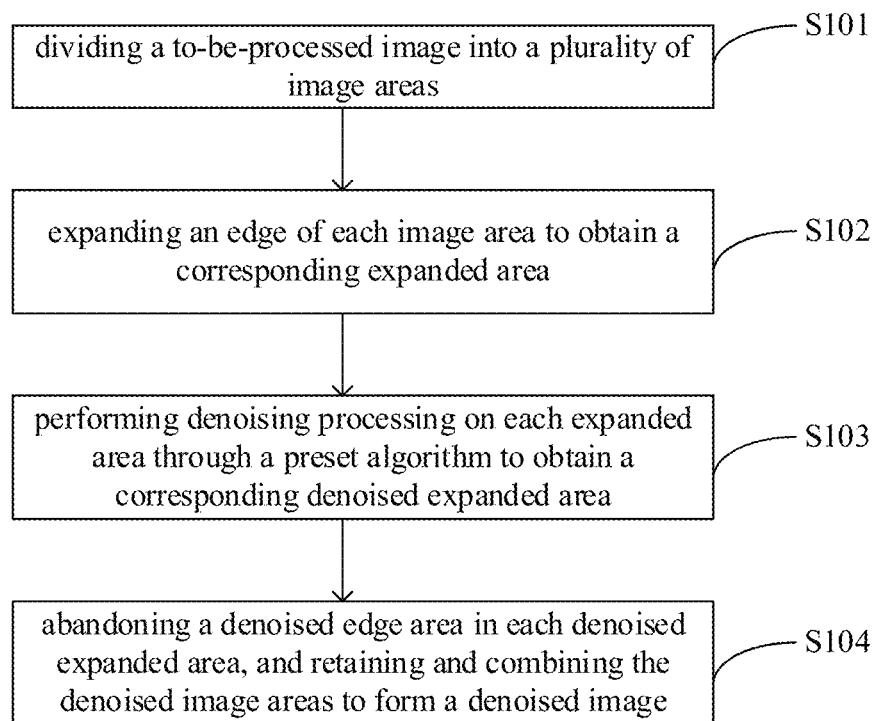 S101
dividing a to-be-processed image into a plurality of
image areas
S102
expanding an edge of each image area to obtain a
corresponding expanded area
performing denoising processing on each expanded
S103
area through a preset algorithm to obtain a
corresponding denoised expanded area
abandoning a denoised edge area in each denoised
S104
expanded area, and retaining and combining the
denoised image areas to form a denoised image